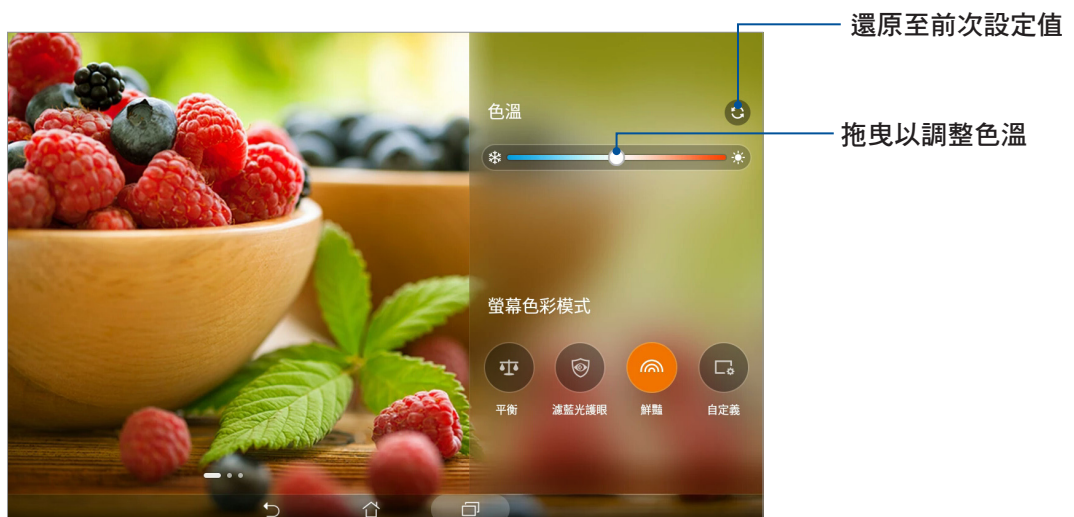 還原至前次設定值
色溫
拖曳以調整色溫
螢幕色彩模式
平衡
濾藍光護眼
鮮豔
自定義